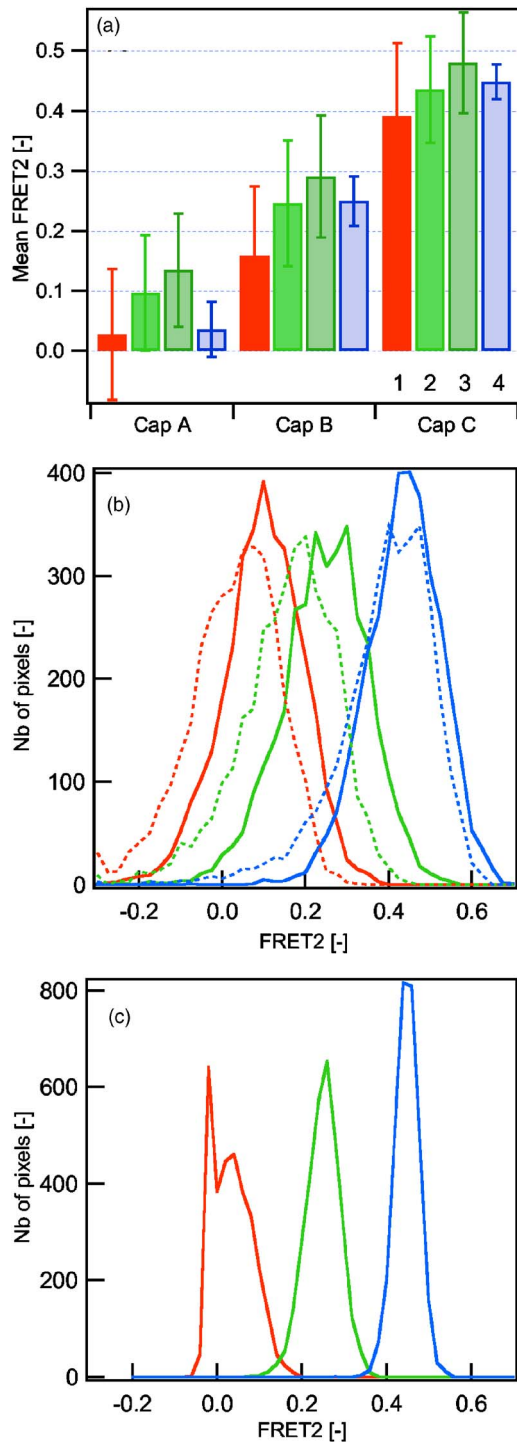 (a)
0.5
0.4
0.3
0.2
0.1
0.0
Mean FRET2 [-]
1 2 3 4
Cap A Cap B Cap C
(b)
400
300
200
100
0
Nb of pixels [-]
-0.2 0.0 0.2 0.4 0.6
FRET2 [-]
(c)
800
600
400
200
0
Nb of pixels [-]
-0.2 0.0 0.2 0.4 0.6
FRET2 [-]